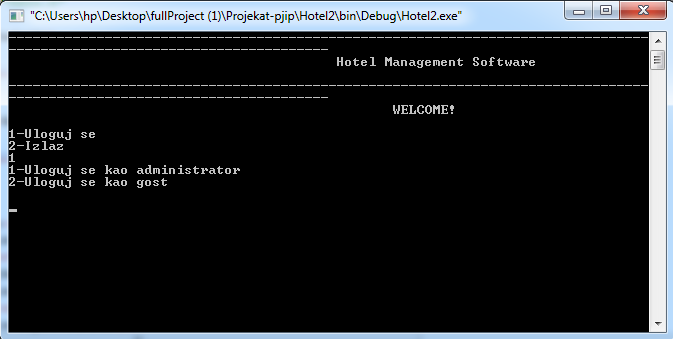 "C:\Users\hp\Desktop\fullProject (1)\Projekat-pjip\Hotel2\bin\Debug\Hotel2.exe"
--------------------------------------------------------------------------------
----------------------------------------
Hotel Management Software
--------------------------------------------------------------------------------
----------------------------------------
WELCOME!
1-Uloguj se
2-Izlaz
1
1-Uloguj se kao administrator
2-Uloguj se kao gost